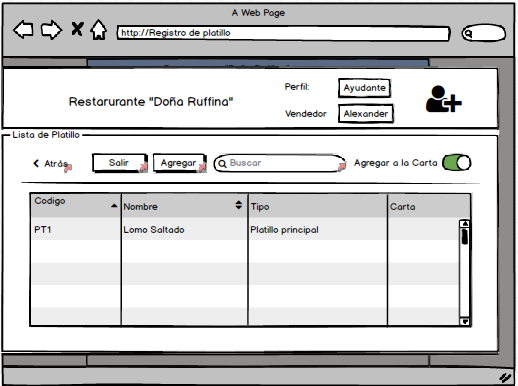 A Web Page
http://Registro de platillo
Perfil:
Ayudante
Restarurante "Doña Ruffina"
Vendedor
Alexander
Lista de Platillo
Atrás
Salir
Agregar
Buscar
Agregar a la Carta
Codigo
Nombre
Tipo
Carta
PT1
Lomo Saltado
Platillo principal